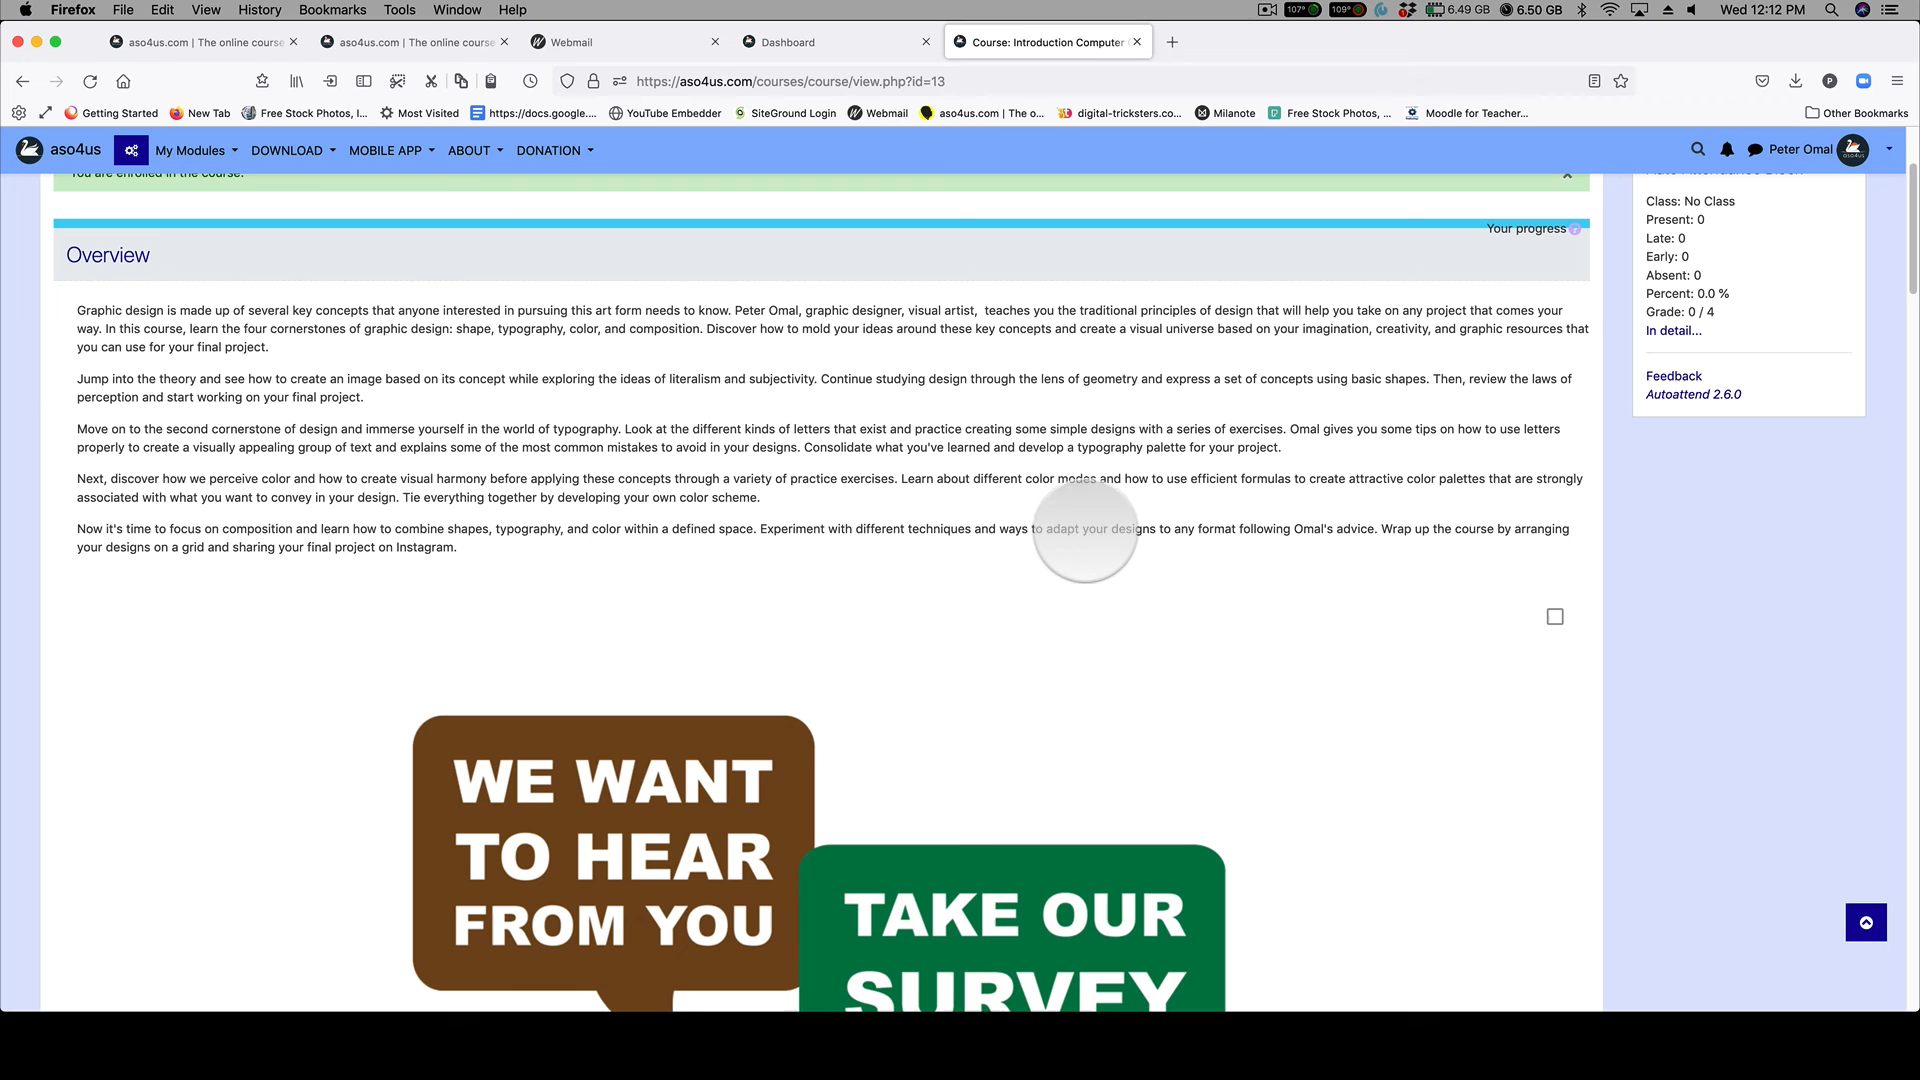 Firefox File Edit View History Bookmarks Tools Window Help 107° 109° 6.49 GB 6.50 GB Wed 12:12 PM
aso4us.com | The online course aso4us.com | The online course Webmail Dashboard Course: Introduction Computer
https://aso4us.com/courses/course/view.php?id=13
Getting Started New Tab Free Stock Photos, I... Most Visited https://docs.google.... YouTube Embedder SiteGround Login Webmail aso4us.com | The o... digital-tricksters.co... Milanote Free Stock Photos, ... Moodle for Teacher... Other Bookmarks
aso4us My Modules DOWNLOAD MOBILE APP ABOUT DONATION Peter Omal
You are enrolled in the course.
Your progress
Overview
Graphic design is made up of several key concepts that anyone interested in pursuing this art form needs to know. Peter Omal, graphic designer, visual artist, teaches you the traditional principles of design that will help you take on any project that comes your
way. In this course, learn the four cornerstones of graphic design: shape, typography, color, and composition. Discover how to mold your ideas around these key concepts and create a visual universe based on your imagination, creativity, and graphic resources that
you can use for your final project.
Jump into the theory and see how to create an image based on its concept while exploring the ideas of literalism and subjectivity. Continue studying design through the lens of geometry and express a set of concepts using basic shapes. Then, review the laws of
perception and start working on your final project.
Move on to the second cornerstone of design and immerse yourself in the world of typography. Look at the different kinds of letters that exist and practice creating some simple designs with a series of exercises. Omal gives you some tips on how to use letters
properly to create a visually appealing group of text and explains some of the most common mistakes to avoid in your designs. Consolidate what you've learned and develop a typography palette for your project.
Next, discover how we perceive color and how to create visual harmony before applying these concepts through a variety of practice exercises. Learn about different color modes and how to use efficient formulas to create attractive color palettes that are strongly
associated with what you want to convey in your design. Tie everything together by developing your own color scheme.
Now it's time to focus on composition and learn how to combine shapes, typography, and color within a defined space. Experiment with different techniques and ways to adapt your designs to any format following Omal's advice. Wrap up the course by arranging
your designs on a grid and sharing your final project on Instagram.
WE WANT
TO HEAR
FROM YOU
TAKE OUR
SURVEY
Class: No Class
Present: 0
Late: 0
Early: 0
Absent: 0
Percent: 0.0 %
Grade: 0 / 4
In detail...
Feedback
Autoattend 2.6.0